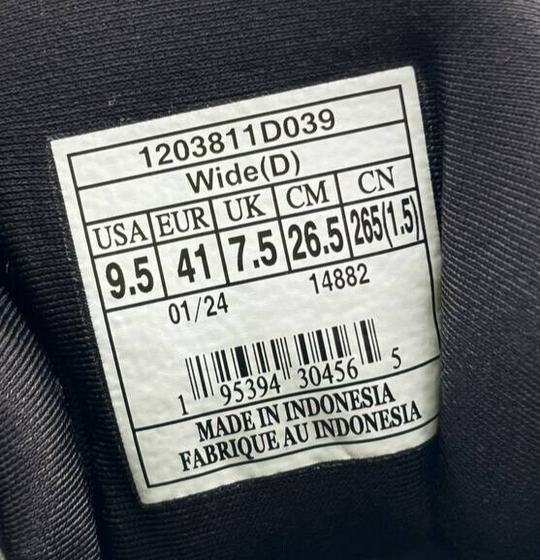 1203811D039
Wide(D)
USA EUR UK CM CN
9.5 41 7.5 26.5 265(1.5)
01/24 14882
1 95394 30456 5
MADE IN INDONESIA
FABRIQUE AU INDONESIA